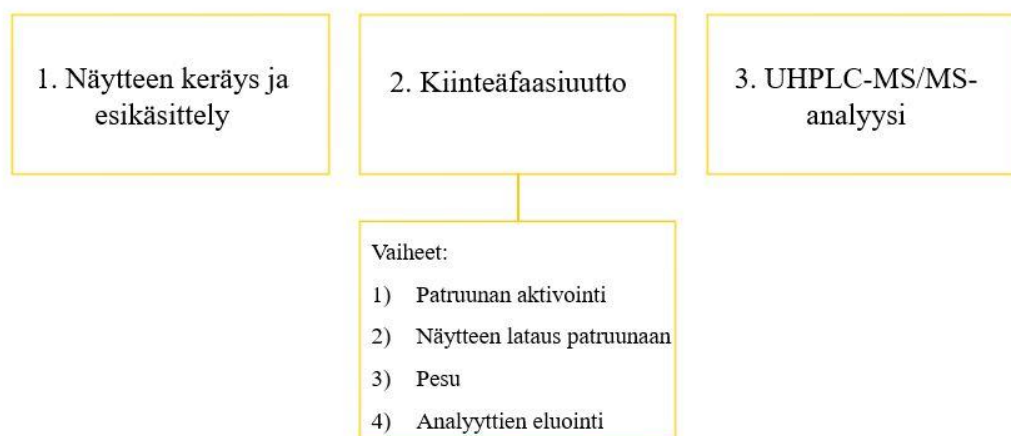 1. Näytteen keräys ja
esikäsittely
2. Kiinteäfaasiuutto
3. UHPLC-MS/MS-
analyysi
Vaiheet:
1) Patruunan aktivointi
2) Näytteen lataus patruunaan
3) Pesu
4) Analyyttien eluointi